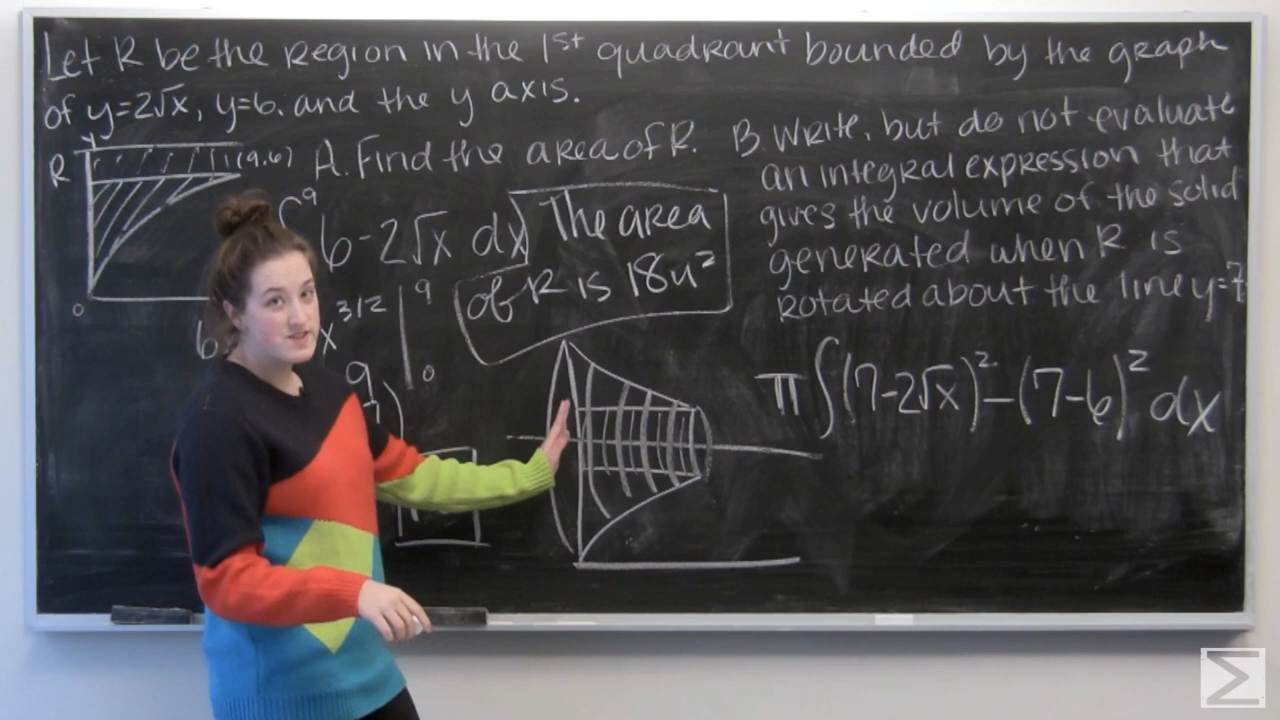 Let R be the region in the 1st quadrant bounded by the graph
of y=2√x, y=6. and the y axis.
R
(9,6)
0
A. Find the area of R.
∫⁹ 6-2√x dx
x^3/2 |⁹₀
9
The area
of R is 18u²
B. Write, but do not evaluate
an integral expression that
gives the volume of the solid
generated when R is
rotated about the line y=7
π∫(7-2√x)²-(7-6)² dx
Σ